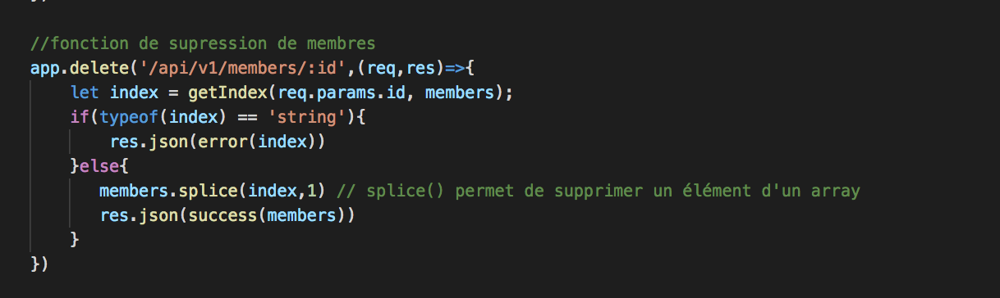 //fonction de supression de membres
app.delete('/api/v1/members/:id',(req,res)=>{
    let index = getIndex(req.params.id, members);
    if(typeof(index) == 'string'){
        res.json(error(index))
    }else{
       members.splice(index,1) // splice() permet de supprimer un élément d'un array
       res.json(success(members))
    }
})